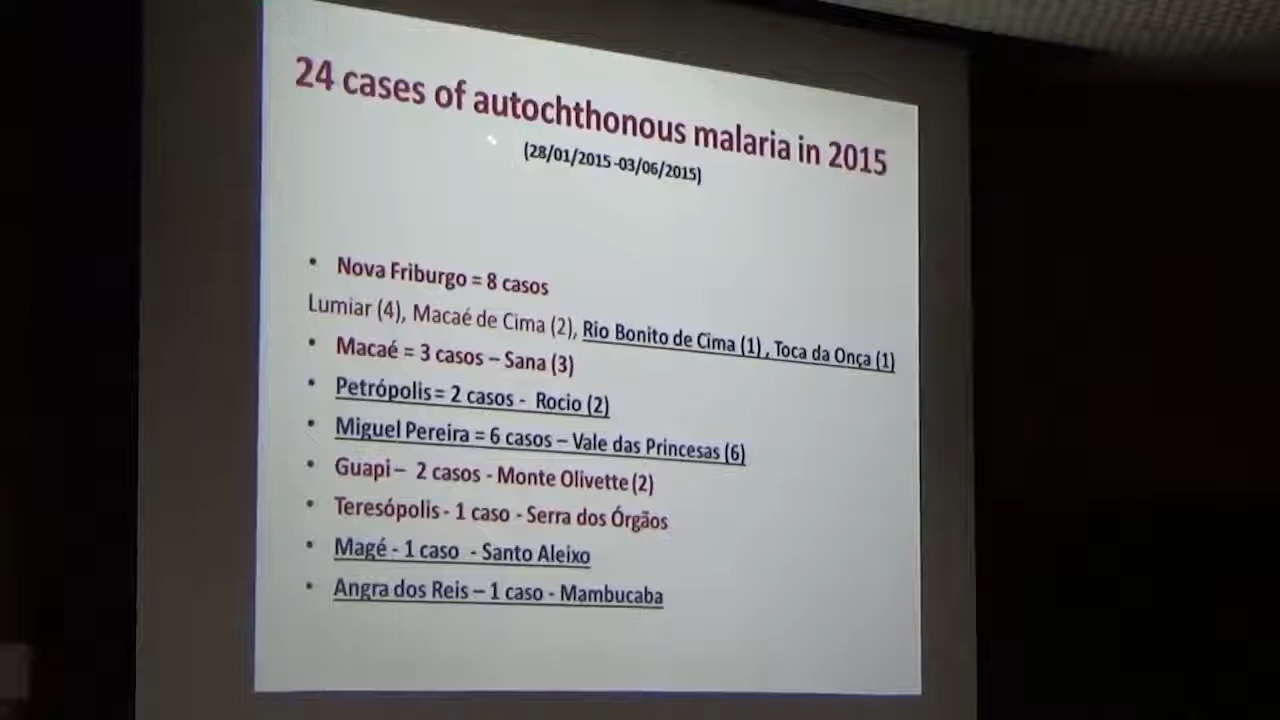 24 cases of autochthonous malaria in 2015
(28/01/2015 -03/06/2015)
• Nova Friburgo = 8 casos
Lumiar (4), Macaé de Cima (2), Rio Bonito de Cima (1) , Toca da Onça (1)
• Macaé = 3 casos – Sana (3)
• Petrópolis = 2 casos - Rocio (2)
• Miguel Pereira = 6 casos – Vale das Princesas (6)
• Guapi – 2 casos - Monte Olivette (2)
• Teresópolis - 1 caso - Serra dos Órgãos
• Magé - 1 caso - Santo Aleixo
• Angra dos Reis – 1 caso - Mambucaba